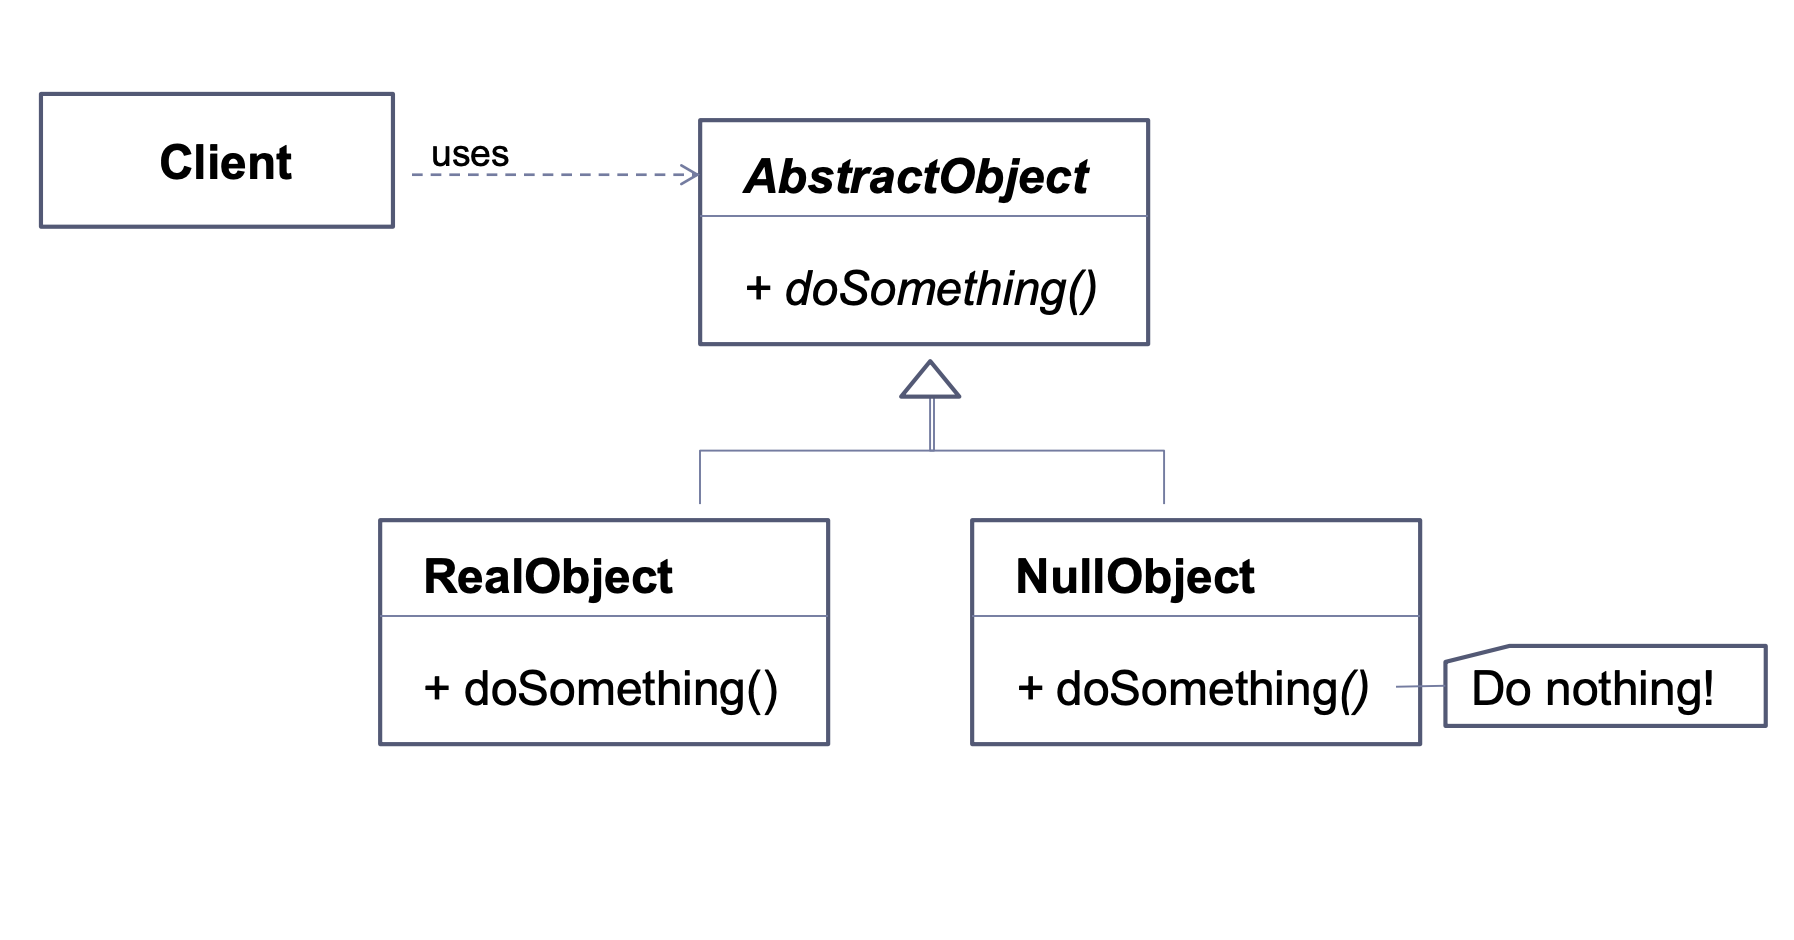 Client
uses
AbstractObject
+ doSomething()
RealObject
+ doSomething()
NullObject
+ doSomething()
Do nothing!